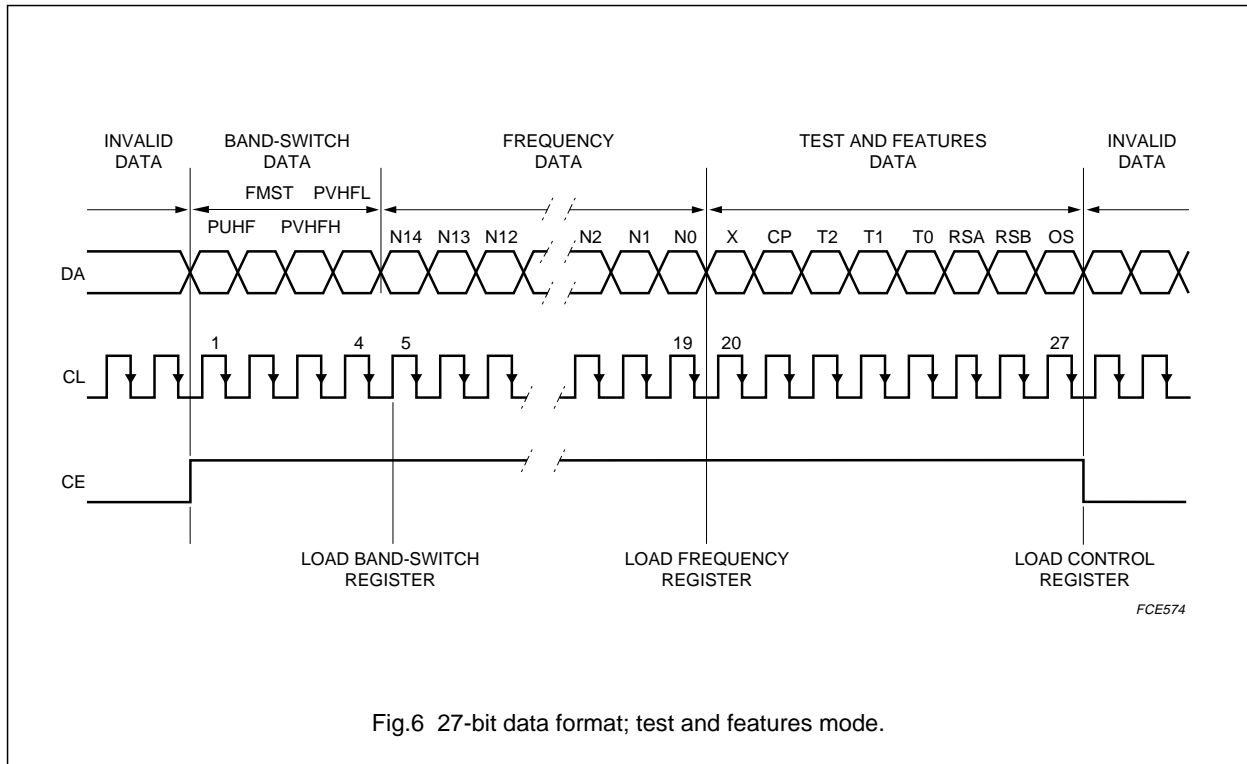 INVALID DATA
BAND-SWITCH DATA
FREQUENCY DATA
TEST AND FEATURES DATA
INVALID DATA
FMST PVHFL
PUHF PVHFH
N14 N13 N12 N2 N1 N0 X CP T2 T1 T0 RSA RSB OS
DA
1 4 5 19 20 27
CL
CE
LOAD BAND-SWITCH REGISTER
LOAD FREQUENCY REGISTER
LOAD CONTROL REGISTER
FCE574
Fig.6 27-bit data format; test and features mode.